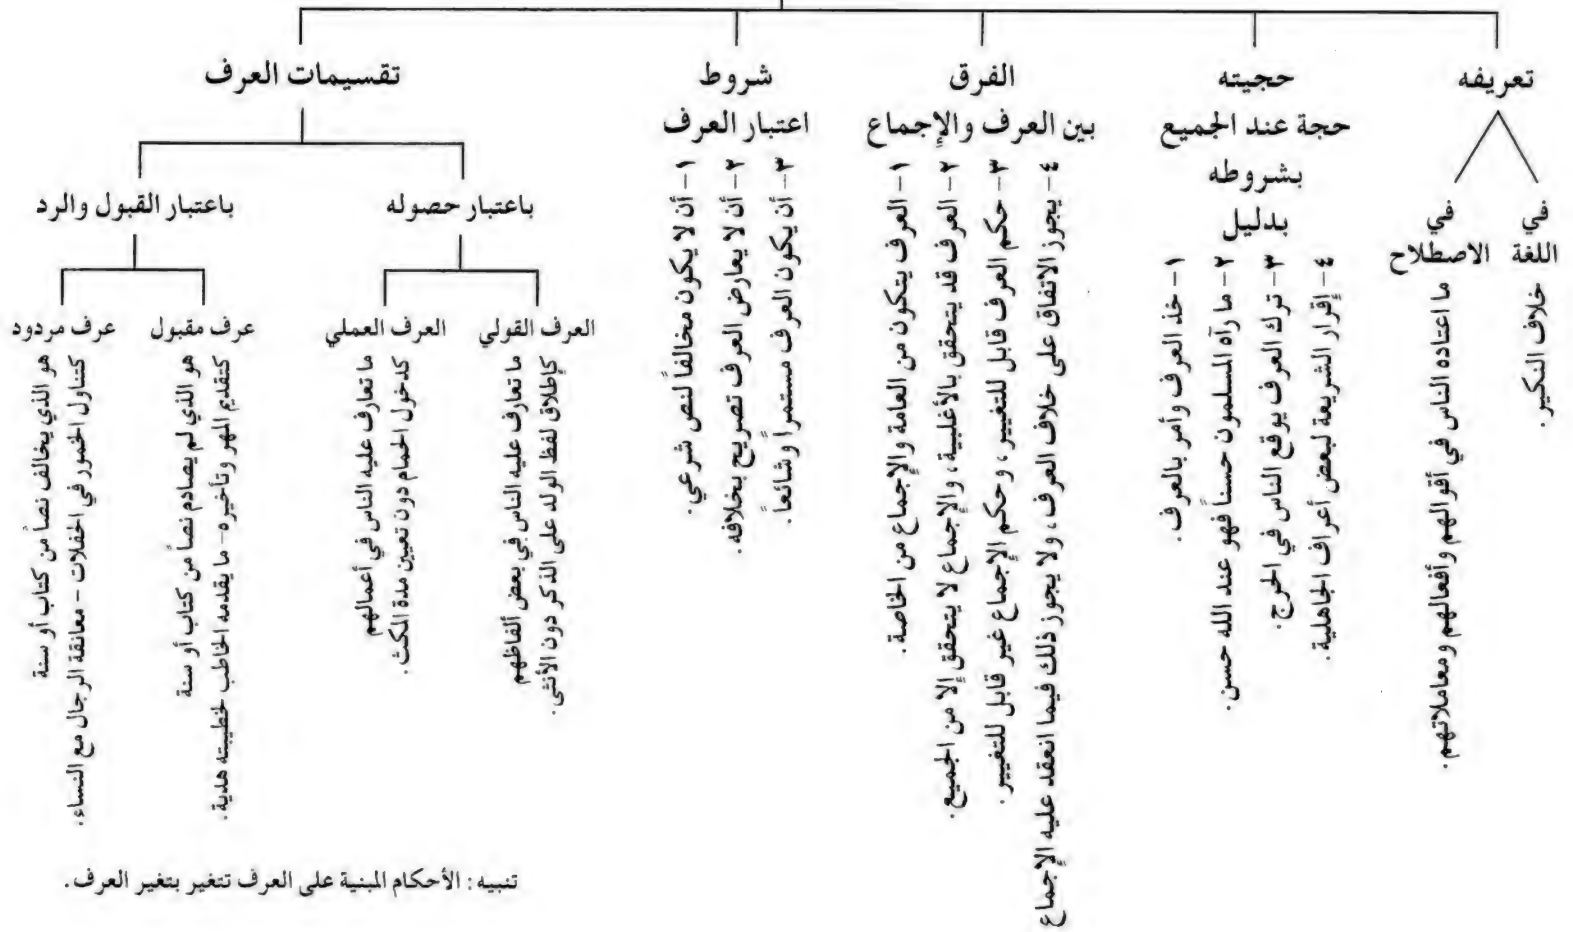 تعريفه
في
اللغة
خلاف النكير.
في
الاصطلاح
ما اعتاده الناس في أقوالهم وأفعالهم ومعاملاتهم.
حجيته
حجة عند الجميع
بشروطه
بدليل
١ – خذ العرف وأمر بالعرف.
٢ – ما رآه المسلمون حسناً فهو عند الله حسن.
٣ – ترك العرف يوقع الناس في الحرج.
٤ – إقرار الشريعة لبعض أعراف الجاهلية.
الفرق
بين العرف والإجماع
١ – العرف يتكون من العامة والإجماع من الخاصة.
٢ – العرف قد يتحقق بالأغلبية، والإجماع لا يتحقق إلا من الجميع.
٣ – حكم العرف قابل للتغيير، وحكم الإجماع غير قابل للتغيير.
٤ – يجوز الاتفاق على خلاف العرف، ولا يجوز ذلك فيما انعقد عليه الإجماع
شروط
اعتبار العرف
١ – أن لا يكون مخالفاً لنص شرعي.
٢ – أن لا يعارض العرف تصريح بخلافه.
٣ – أن يكون العرف مستمراً وشائعاً.
تقسيمات العرف
باعتبار حصوله
العرف القولي
ما تعارف عليه الناس في بعض ألفاظهم
كإطلاق لفظ الولد على الذكر دون الأنثى.
العرف العملي
ما تعارف عليه الناس في أعمالهم
كدخول الحمام دون تعيين مدة المكث.
باعتبار القبول والرد
عرف مقبول
هو الذي لم يصادم نصاً من كتاب أو سنة
كتقديم المهر وتأخيره – ما يقدمه الخاطب لخطيبته هدية.
عرف مردود
هو الذي يخالف نصاً من كتاب أو سنة
كتناول الخمور في الحفلات – معانقة الرجال مع النساء.
تنبيه : الأحكام المبنية على العرف تتغير بتغير العرف.